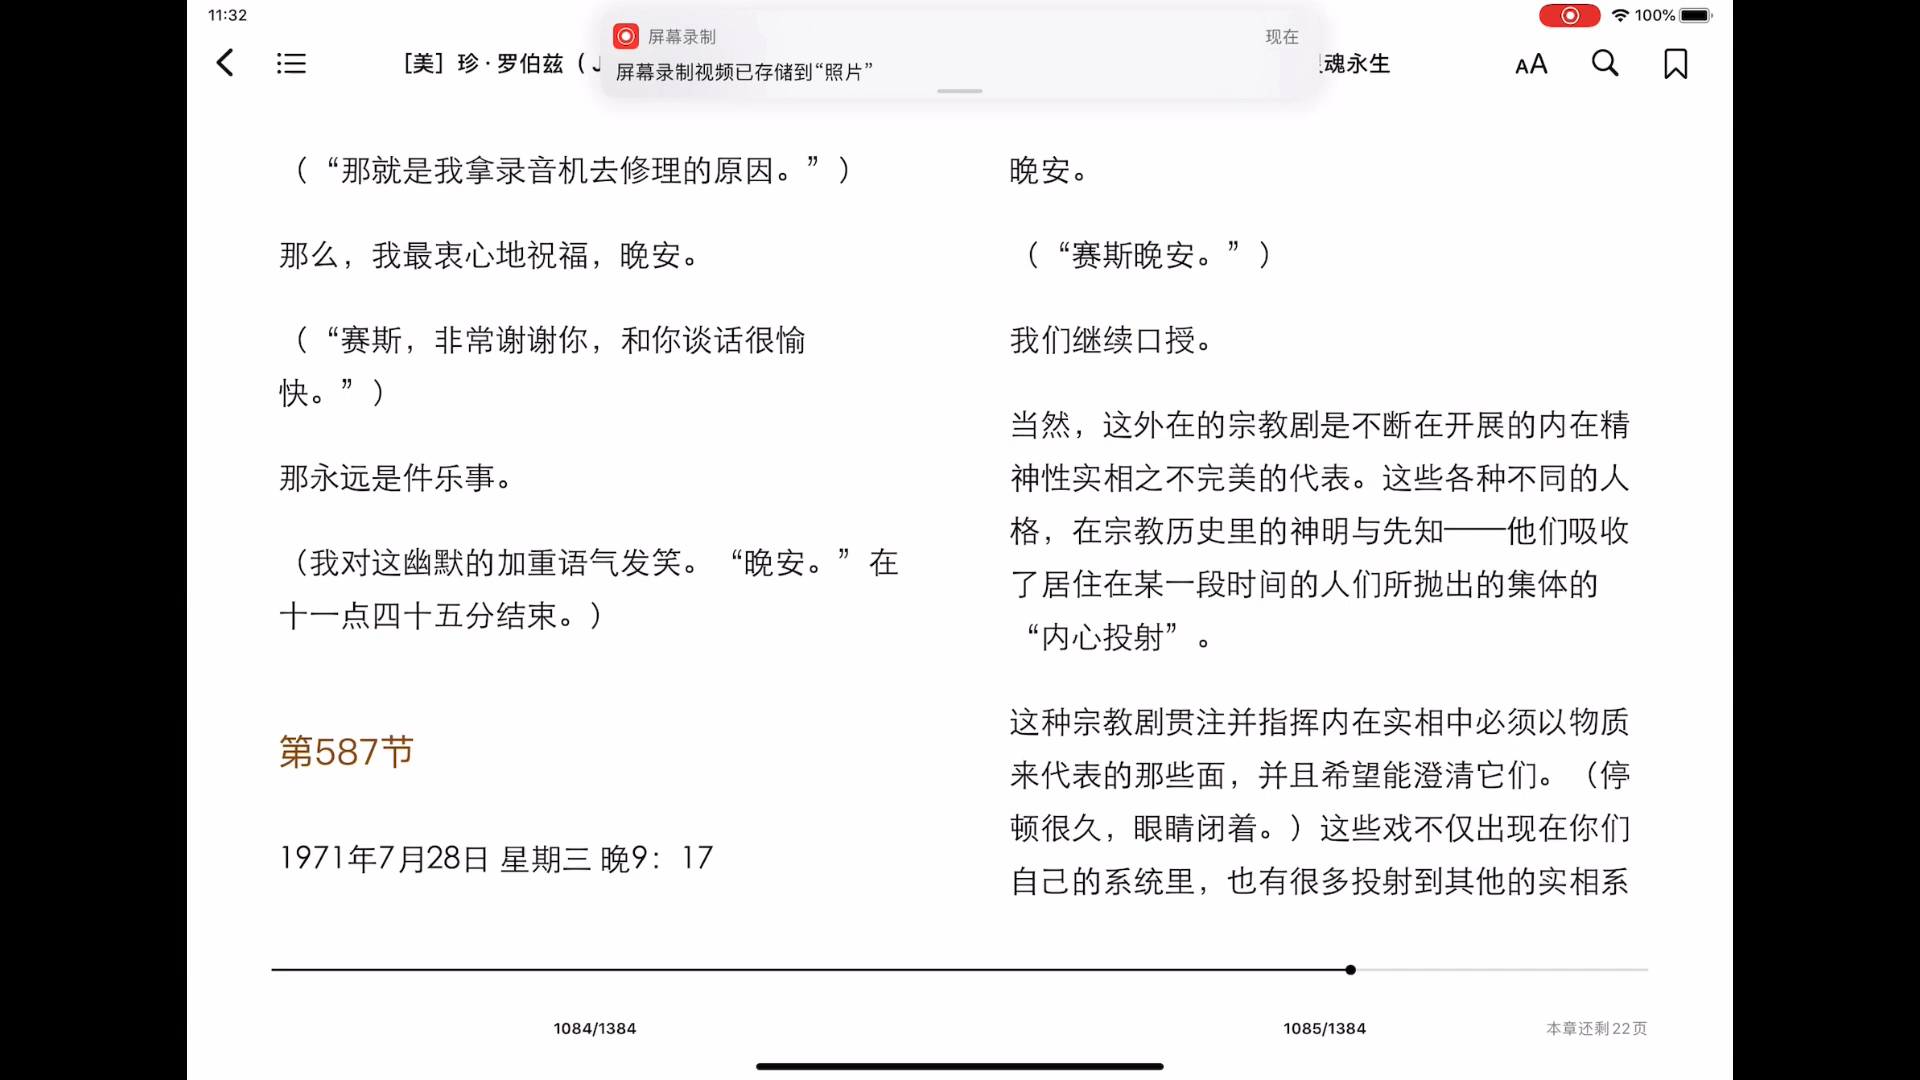 11:32
100%
屏幕录制
现在
屏幕录制视频已存储到“照片”
[美] 珍·罗伯兹（
魂永生
AA
（“那就是我拿录音机去修理的原因。”）
那么，我最衷心地祝福，晚安。
（“赛斯，非常谢谢你，和你谈话很愉
快。”）
那永远是件乐事。
（我对这幽默的加重语气发笑。“晚安。”在
十一点四十五分结束。）
第587节
1971年7月28日 星期三 晚9：17
晚安。
（“赛斯晚安。”）
我们继续口授。
当然，这外在的宗教剧是不断在开展的内在精
神性实相之不完美的代表。这些各种不同的人
格，在宗教历史里的神明与先知——他们吸收
了居住在某一段时间的人们所抛出的集体的
“内心投射”。
这种宗教剧贯注并指挥内在实相中必须以物质
来代表的那些面，并且希望能澄清它们。（停
顿很久，眼睛闭着。）这些戏不仅出现在你们
自己的系统里，也有很多投射到其他的实相系
1084/1384
1085/1384
本章还剩22页